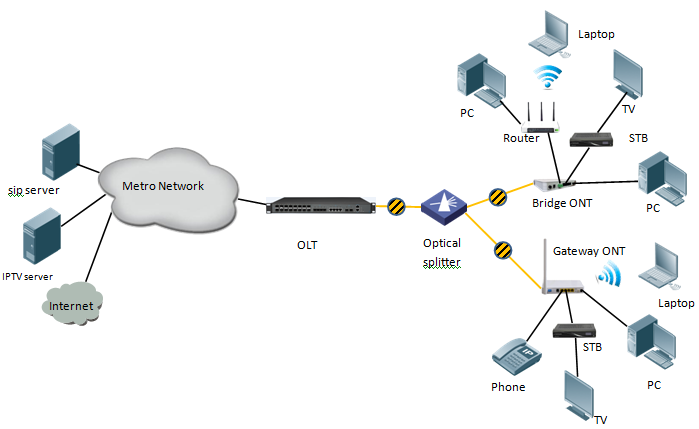 Laptop
PC
TV
Router
STB
sip server
Metro Network
Bridge ONT
PC
OLT
Optical
splitter
Gateway ONT
IPTV server
Internet
Laptop
IP
STB
Phone
PC
TV